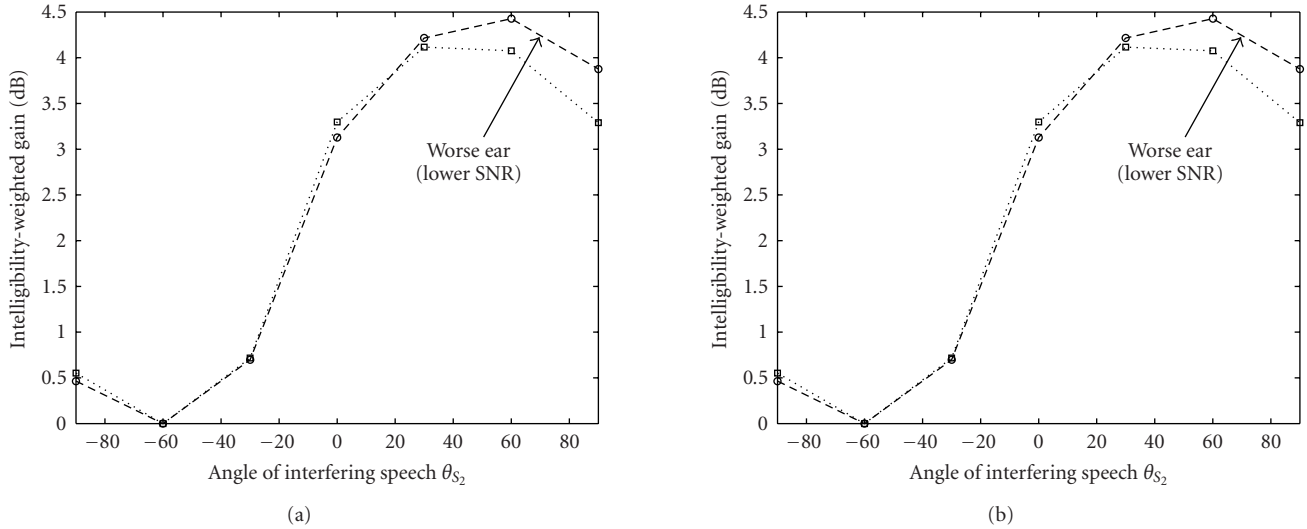 4.5
4
3.5
3
2.5
2
1.5
1
0.5
0
Intelligibility-weighted gain (dB)
Worse ear
(lower SNR)
−80 −60 −40 −20 0 20 40 60 80
Angle of interfering speech θS2
(a)
4.5
4
3.5
3
2.5
2
1.5
1
0.5
0
Intelligibility-weighted gain (dB)
Worse ear
(lower SNR)
−80 −60 −40 −20 0 20 40 60 80
Angle of interfering speech θS2
(b)